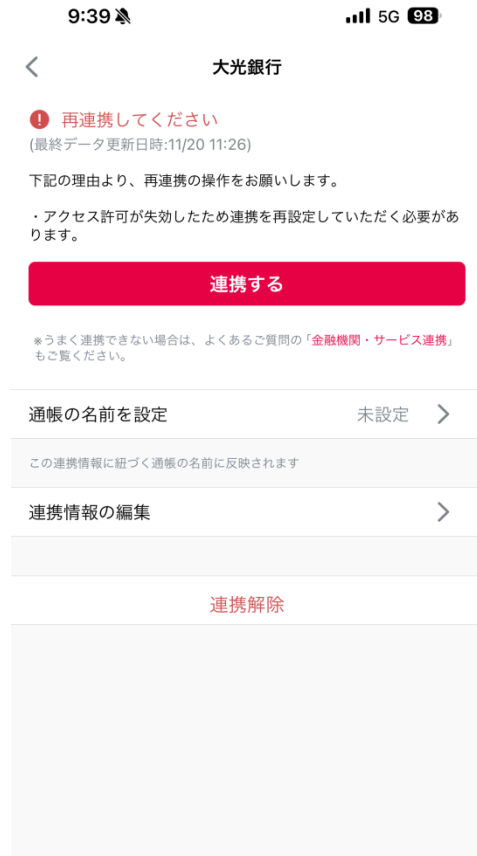 9:39
5G 98
大光銀行
再連携してください
(最終データ更新日時:11/20 11:26)
下記の理由より、再連携の操作をお願いします。
・アクセス許可が失効したため連携を再設定していただく必要があ
ります。
連携する
※うまく連携できない場合は、よくあるご質問の「金融機関・サービス連携」
もご覧ください。
通帳の名前を設定 未設定
この連携情報に紐づく通帳の名前に反映されます
連携情報の編集
連携解除